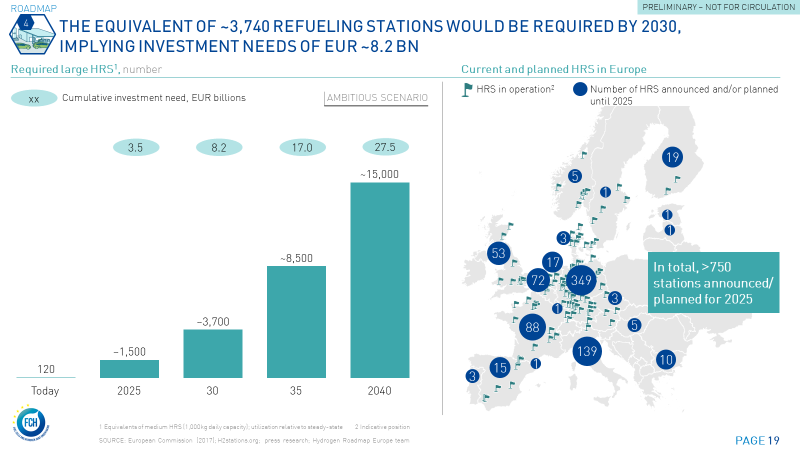 ROADMAP
PRELIMINARY – NOT FOR CIRCULATION
4
THE EQUIVALENT OF ~3,740 REFUELING STATIONS WOULD BE REQUIRED BY 2030,
IMPLYING INVESTMENT NEEDS OF EUR ~8.2 BN
Required large HRS¹, number
xx
Cumulative investment need, EUR billions
AMBITIOUS SCENARIO
3.5
8.2
17.0
27.5
~15,000
~8,500
~3,700
~1,500
120
Today
2025
30
35
2040
Current and planned HRS in Europe
HRS in operation²
Number of HRS announced and/or planned
until 2025
19
5
1
1
1
3
53
17
72
349
3
1
88
5
139
10
1
15
3
In total, >750
stations announced/
planned for 2025
FCH
1 Equivalents of medium HRS (1,000kg daily capacity), utilization relative to steady-state
2 Indicative position
SOURCE: European Commission (2017); H2stations.org; press research; Hydrogen Roadmap Europe team
PAGE 19